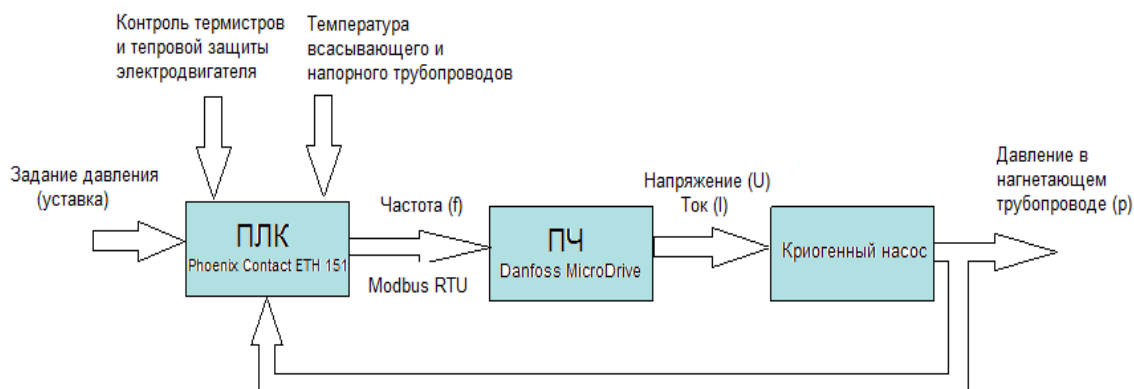 Контроль термистров
и тепровой защиты
электродвигателя
Температура
всасывающего и
напорного трубопроводов
Задание давления
(уставка)
ПЛК
Phoenix Contact ETH 151
Частота (f)
Modbus RTU
ПЧ
Danfoss MicroDrive
Напряжение (U)
Ток (I)
Криогенный насос
Давление в
нагнетающем
трубопроводе (p)